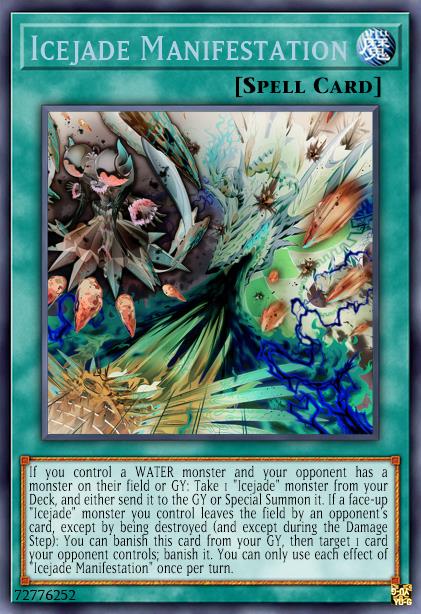 ICEJADE MANIFESTATION
魔
[SPELL CARD]
If you control a WATER monster and your opponent has a
monster on their field or GY: Take 1 "Icejade" monster from your
Deck, and either send it to the GY or Special Summon it. If a face-up
"Icejade" monster you control leaves the field by an opponent's
card, except by being destroyed (and except during the Damage
Step): You can banish this card from your GY, then target 1 card
your opponent controls; banish it. You can only use each effect of
"Icejade Manifestation" once per turn.
72776252